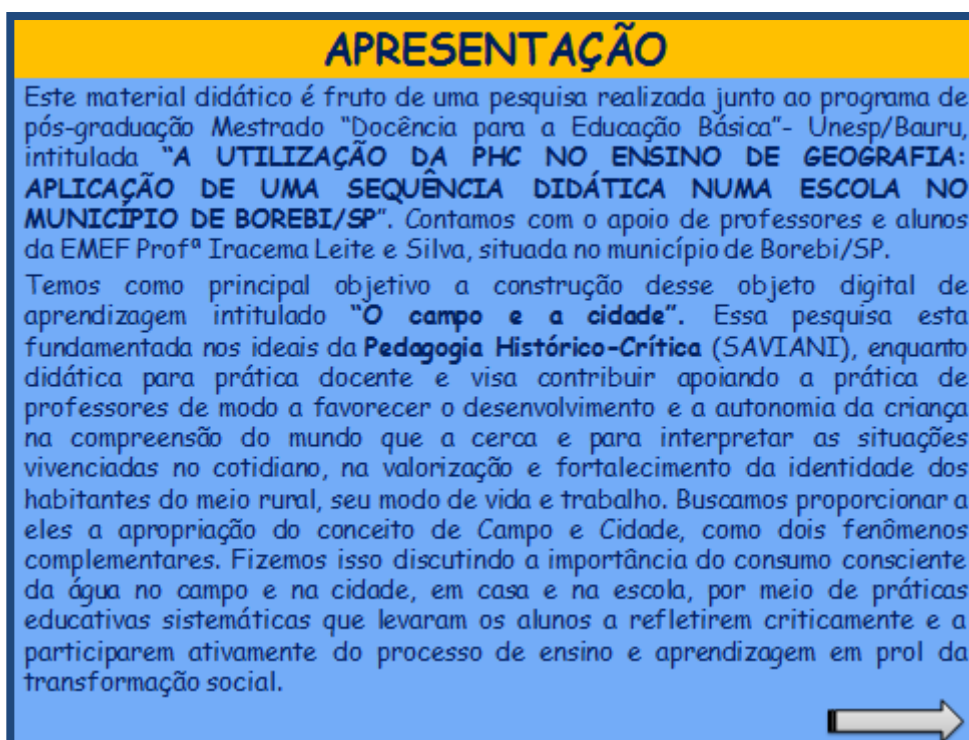 APRESENTAÇÃO
Este material didático é fruto de uma pesquisa realizada junto ao programa de
pós-graduação Mestrado “Docência para a Educação Básica”- Unesp/Bauru,
intitulada “A UTILIZAÇÃO DA PHC NO ENSINO DE GEOGRAFIA:
APLICAÇÃO DE UMA SEQUÊNCIA DIDÁTICA NUMA ESCOLA NO
MUNICÍPIO DE BOREBI/SP”. Contamos com o apoio de professores e alunos
da EMEF Profª Iracema Leite e Silva, situada no município de Borebi/SP.
Temos como principal objetivo a construção desse objeto digital de
aprendizagem intitulado “O campo e a cidade”. Essa pesquisa esta
fundamentada nos ideais da Pedagogia Histórico-Crítica (SAVIANI), enquanto
didática para prática docente e visa contribuir apoiando a prática de
professores de modo a favorecer o desenvolvimento e a autonomia da criança
na compreensão do mundo que a cerca e para interpretar as situações
vivenciadas no cotidiano, na valorização e fortalecimento da identidade dos
habitantes do meio rural, seu modo de vida e trabalho. Buscamos proporcionar a
eles a apropriação do conceito de Campo e Cidade, como dois fenômenos
complementares. Fizemos isso discutindo a importância do consumo consciente
da água no campo e na cidade, em casa e na escola, por meio de práticas
educativas sistemáticas que levaram os alunos a refletirem criticamente e a
participarem ativamente do processo de ensino e aprendizagem em prol da
transformação social.